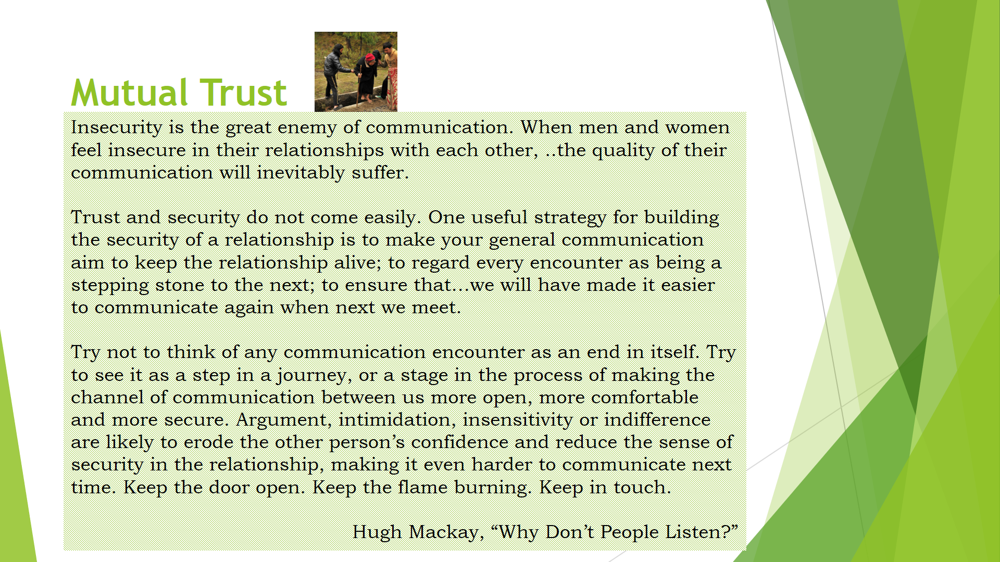 Mutual Trust
Insecurity is the great enemy of communication. When men and women
feel insecure in their relationships with each other, ..the quality of their
communication will inevitably suffer.
Trust and security do not come easily. One useful strategy for building
the security of a relationship is to make your general communication
aim to keep the relationship alive; to regard every encounter as being a
stepping stone to the next; to ensure that...we will have made it easier
to communicate again when next we meet.
Try not to think of any communication encounter as an end in itself. Try
to see it as a step in a journey, or a stage in the process of making the
channel of communication between us more open, more comfortable
and more secure. Argument, intimidation, insensitivity or indifference
are likely to erode the other person’s confidence and reduce the sense of
security in the relationship, making it even harder to communicate next
time. Keep the door open. Keep the flame burning. Keep in touch.
Hugh Mackay, “Why Don’t People Listen?”